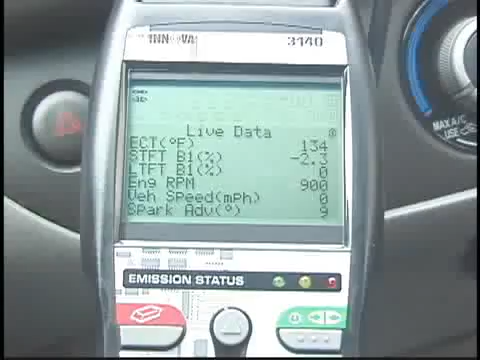 INNOVA 3140
Live Data
ECT(°F) 134
STFT B1(%) -2.3
LTFT B1(%) 0
Eng RPM 900
Veh Speed(mPh) 0
Spark Adv(°) 9
EMISSION STATUS
MAX A/C
USE